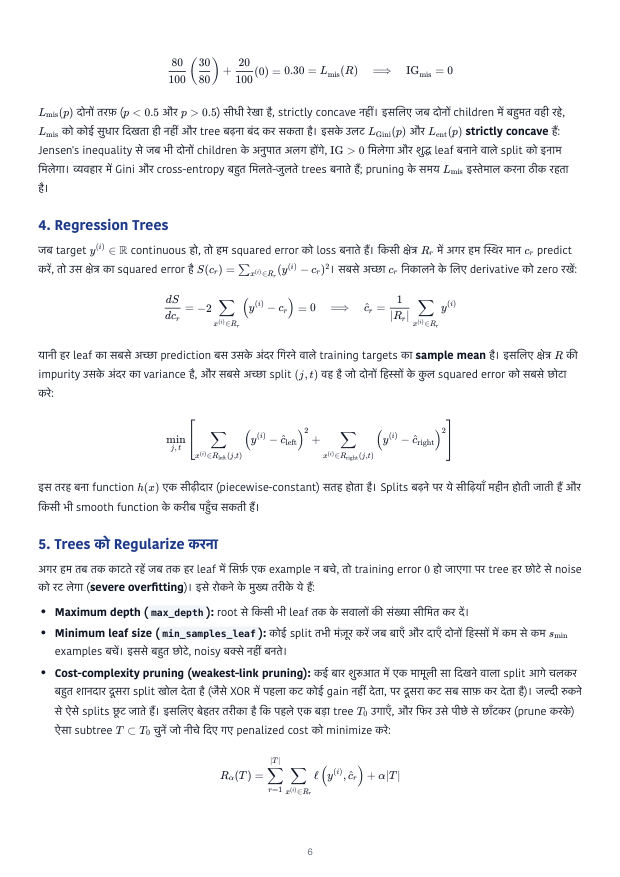 80/100 (30/80) + 20/100 (0) = 0.30 = L_mis(R) ⟹ IG_mis = 0
L_mis(p) दोनों तरफ़ (p < 0.5 और p > 0.5) सीधी रेखा है, strictly concave नहीं। इसलिए जब दोनों children में बहुमत वही रहे,
L_mis को कोई सुधार दिखता ही नहीं और tree बढ़ना बंद कर सकता है। इसके उलट L_Gini(p) और L_ent(p) strictly concave हैं:
Jensen's inequality से जब भी दोनों children के अनुपात अलग होंगे, IG > 0 मिलेगा और शुद्ध leaf बनाने वाले split को इनाम
मिलेगा। व्यवहार में Gini और cross-entropy बहुत मिलते-जुलते trees बनाते हैं; pruning के समय L_mis इस्तेमाल करना ठीक रहता
है।
4. Regression Trees
जब target y^(i) ∈ ℝ continuous हो, तो हम squared error को loss बनाते हैं। किसी क्षेत्र R_r में अगर हम स्थिर मान c_r predict
करें, तो उस क्षेत्र का squared error है S(c_r) = ∑_{x^(i)∈R_r} (y^(i) − c_r)²। सबसे अच्छा c_r निकालने के लिए derivative को zero रखें:
dS/dc_r = −2 ∑_{x^(i)∈R_r} (y^(i) − c_r) = 0 ⟹ ĉ_r = 1/|R_r| ∑_{x^(i)∈R_r} y^(i)
यानी हर leaf का सबसे अच्छा prediction बस उसके अंदर गिरने वाले training targets का sample mean है। इसलिए क्षेत्र R की
impurity उसके अंदर का variance है, और सबसे अच्छा split (j, t) वह है जो दोनों हिस्सों के कुल squared error को सबसे छोटा
करे:
min_{j,t} [ ∑_{x^(i)∈R_left(j,t)} (y^(i) − ĉ_left)² + ∑_{x^(i)∈R_right(j,t)} (y^(i) − ĉ_right)² ]
इस तरह बना function h(x) एक सीढ़ीदार (piecewise-constant) सतह होता है। Splits बढ़ने पर ये सीढ़ियाँ महीन होती जाती हैं और
किसी भी smooth function के करीब पहुँच सकती हैं।
5. Trees को Regularize करना
अगर हम तब तक काटते रहें जब तक हर leaf में सिर्फ़ एक example न बचे, तो training error 0 हो जाएगा पर tree हर छोटे से noise
को रट लेगा (severe overfitting)। इसे रोकने के मुख्य तरीके ये हैं:
• Maximum depth (max_depth): root से किसी भी leaf तक के सवालों की संख्या सीमित कर दें।
• Minimum leaf size (min_samples_leaf): कोई split तभी मंज़ूर करें जब बाएँ और दाएँ दोनों हिस्सों में कम से कम s_min
examples बचें। इससे बहुत छोटे, noisy बक्से नहीं बनते।
• Cost-complexity pruning (weakest-link pruning): कई बार शुरुआत में एक मामूली सा दिखने वाला split आगे चलकर
बहुत शानदार दूसरा split खोल देता है (जैसे XOR में पहला कट कोई gain नहीं देता, पर दूसरा कट सब साफ़ कर देता है)। जल्दी रुकने
से ऐसे splits छूट जाते हैं। इसलिए बेहतर तरीका है कि पहले एक बड़ा tree T₀ उगाएँ, और फिर उसे पीछे से छाँटकर (prune करके)
ऐसा subtree T ⊂ T₀ चुनें जो नीचे दिए गए penalized cost को minimize करे:
R_α(T) = ∑_{r=1}^{|T|} ∑_{x^(i)∈R_r} ℓ(y^(i), ĉ_r) + α|T|
6